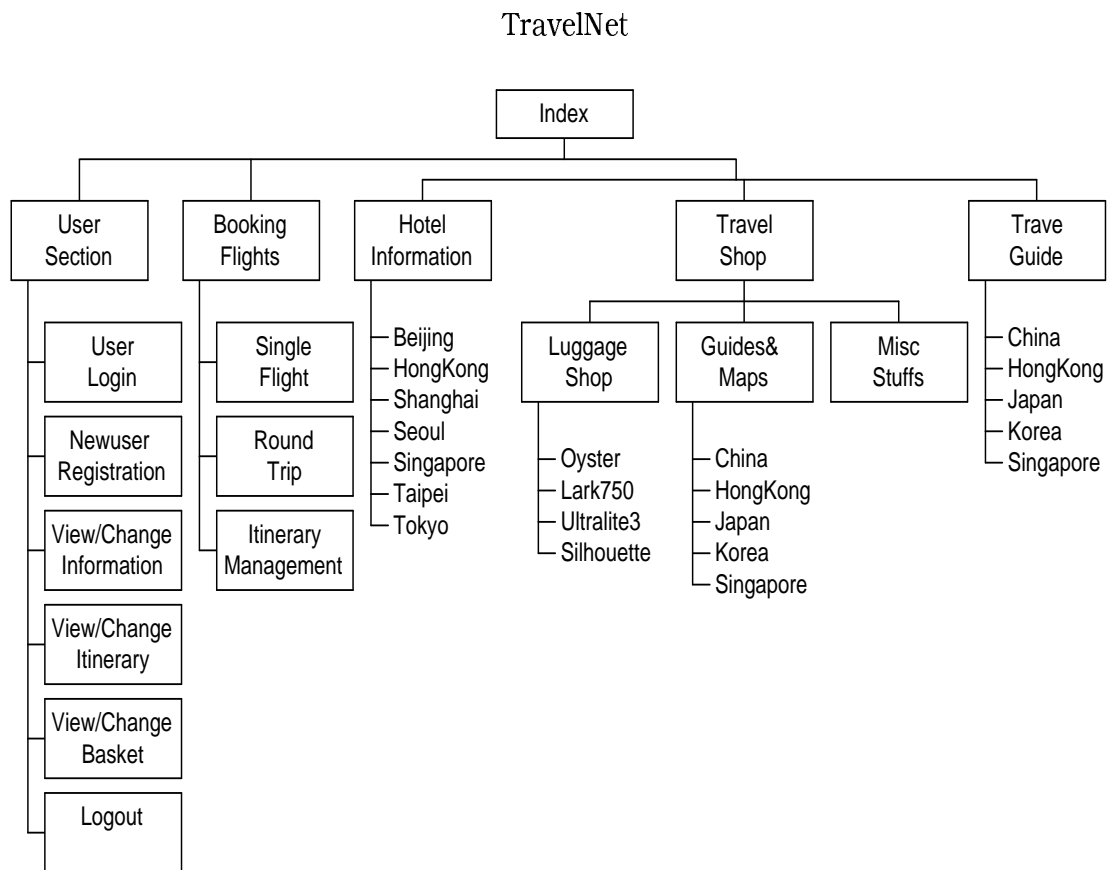 TravelNet
Index
User
Section
Booking
Flights
Hotel
Information
Travel
Shop
Trave
Guide
User
Login
Newuser
Registration
View/Change
Information
View/Change
Itinerary
View/Change
Basket
Logout
Single
Flight
Round
Trip
Itinerary
Management
Beijing
HongKong
Shanghai
Seoul
Singapore
Taipei
Tokyo
Luggage
Shop
Oyster
Lark750
Ultralite3
Silhouette
Guides&
Maps
China
HongKong
Japan
Korea
Singapore
Misc
Stuffs
China
HongKong
Japan
Korea
Singapore